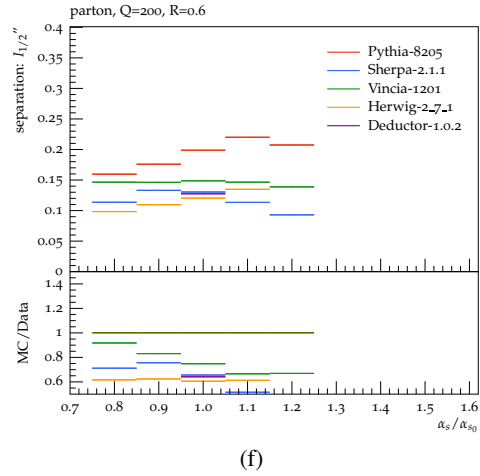 parton, Q=200, R=0.6
separation: I1/2″
0.4
0.35
0.3
0.25
0.2
0.15
0.1
0.05
0
Pythia-8205
Sherpa-2.1.1
Vincia-1201
Herwig-2_7_1
Deductor-1.0.2
MC/Data
1.4
1.2
1
0.8
0.6
0.7 0.8 0.9 1.0 1.1 1.2 1.3 1.4 1.5 1.6
αs/αs0
(f)